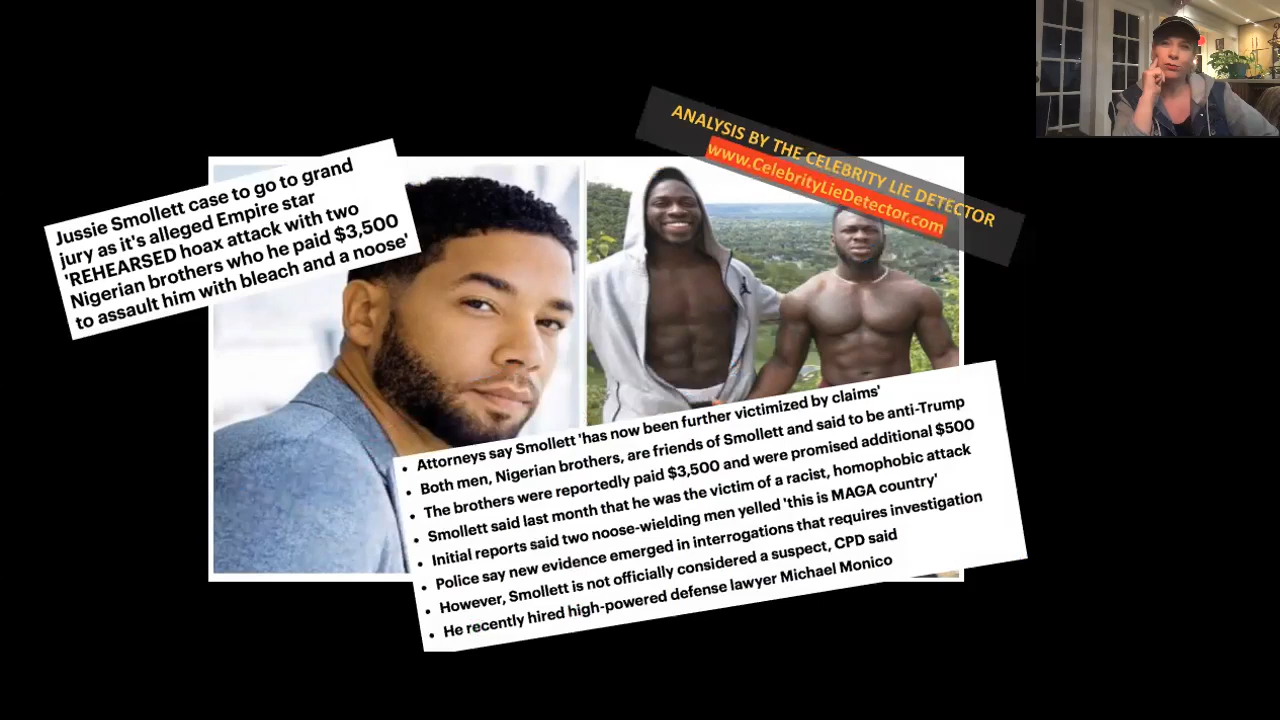 Jussie Smollett case to go to grand
jury as it's alleged Empire star
'REHEARSED hoax attack with two
Nigerian brothers who he paid $3,500
to assault him with bleach and a noose'
ANALYSIS BY THE CELEBRITY LIE DETECTOR
www.CelebrityLieDetector.com
• Attorneys say Smollett 'has now been further victimized by claims'
• Both men, Nigerian brothers, are friends of Smollett and said to be anti-Trump
• The brothers were reportedly paid $3,500 and were promised additional $500
• Smollett said last month that he was the victim of a racist, homophobic attack
• Initial reports said two noose-wielding men yelled 'this is MAGA country'
• Police say new evidence emerged in interrogations that requires investigation
• However, Smollett is not officially considered a suspect, CPD said
• He recently hired high-powered defense lawyer Michael Monico